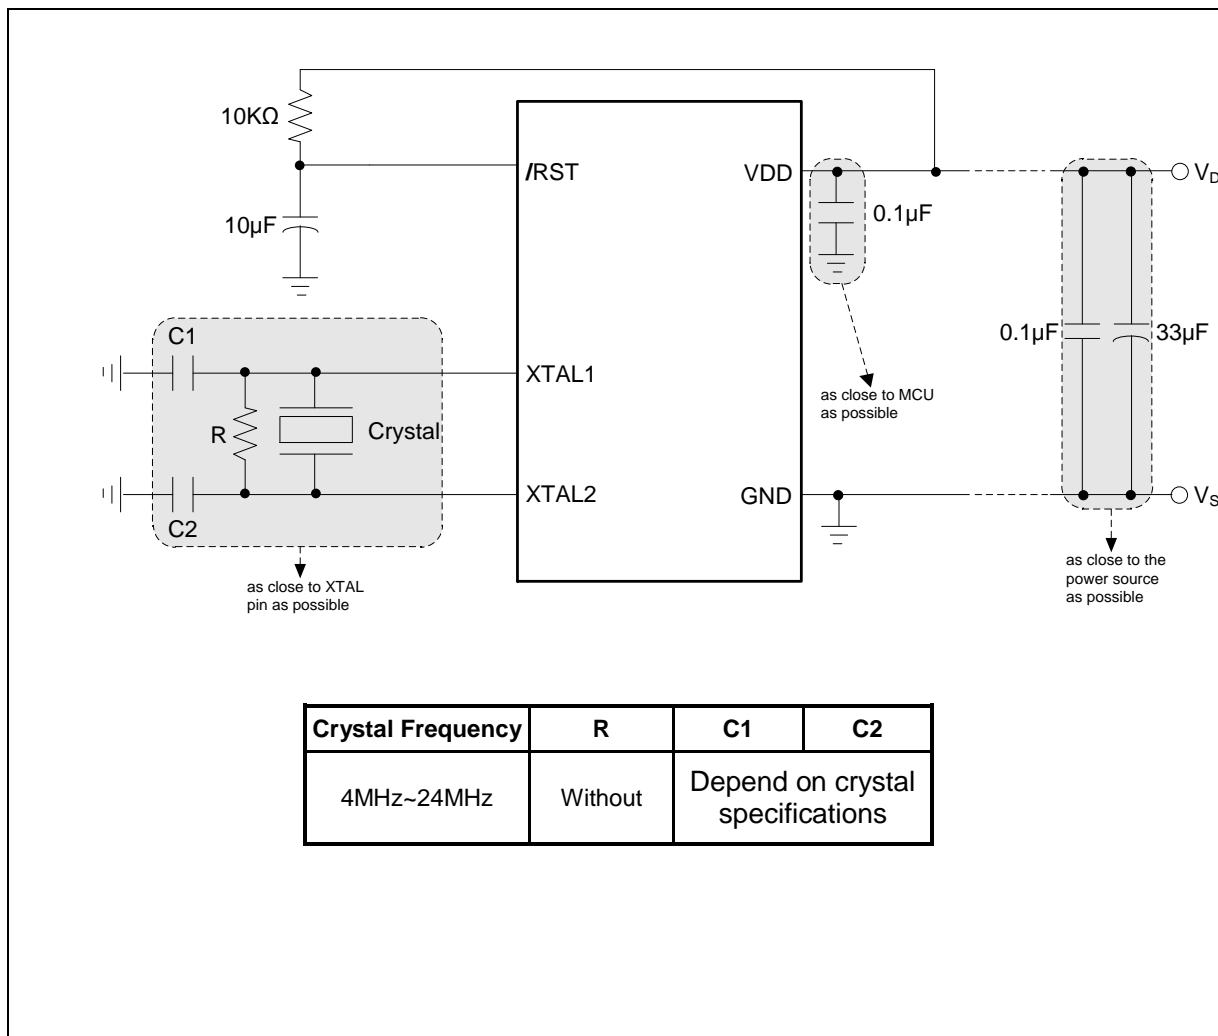 10KΩ
/RST
VDD
V_D
10µF
0.1µF
C1
0.1µF
33µF
XTAL1
as close to MCU
as possible
R
Crystal
XTAL2
GND
V_S
C2
as close to XTAL
pin as possible
as close to the
power source
as possible
Crystal Frequency R C1 C2
4MHz~24MHz Without Depend on crystal
specifications